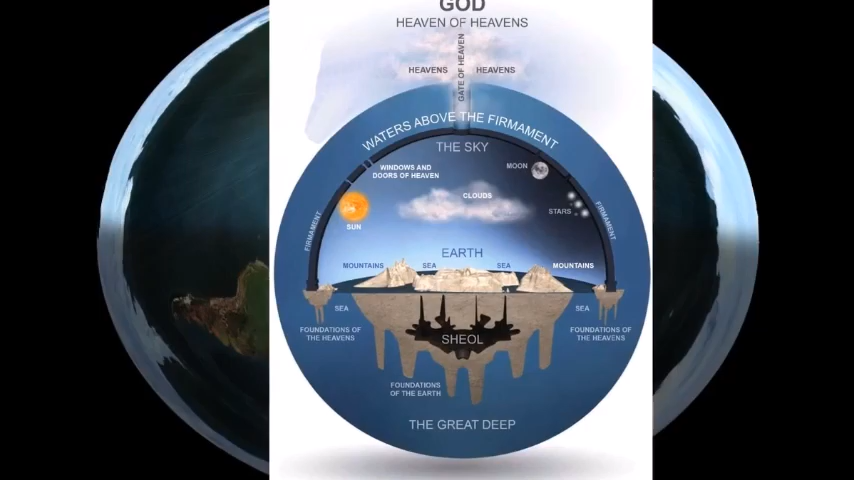 GOD
HEAVEN OF HEAVENS
HEAVENS
GATE OF HEAVEN
HEAVENS
WATERS ABOVE THE FIRMAMENT
THE SKY
WINDOWS AND
DOORS OF HEAVEN
MOON
CLOUDS
STARS
SUN
FIRMAMENT
FIRMAMENT
EARTH
MOUNTAINS
SEA
SEA
MOUNTAINS
SEA
SEA
FOUNDATIONS OF
THE HEAVENS
SHEOL
FOUNDATIONS OF
THE HEAVENS
FOUNDATIONS
OF THE EARTH
THE GREAT DEEP